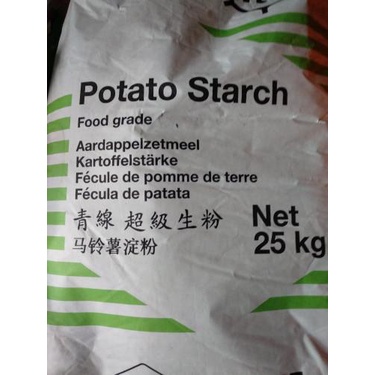 Potato Starch
Food grade
Aardappelzetmeel
Kartoffelstärke
Fécule de pomme de terre
Fécula de patata
青線 超級生粉
马铃薯淀粉
Net
25 kg